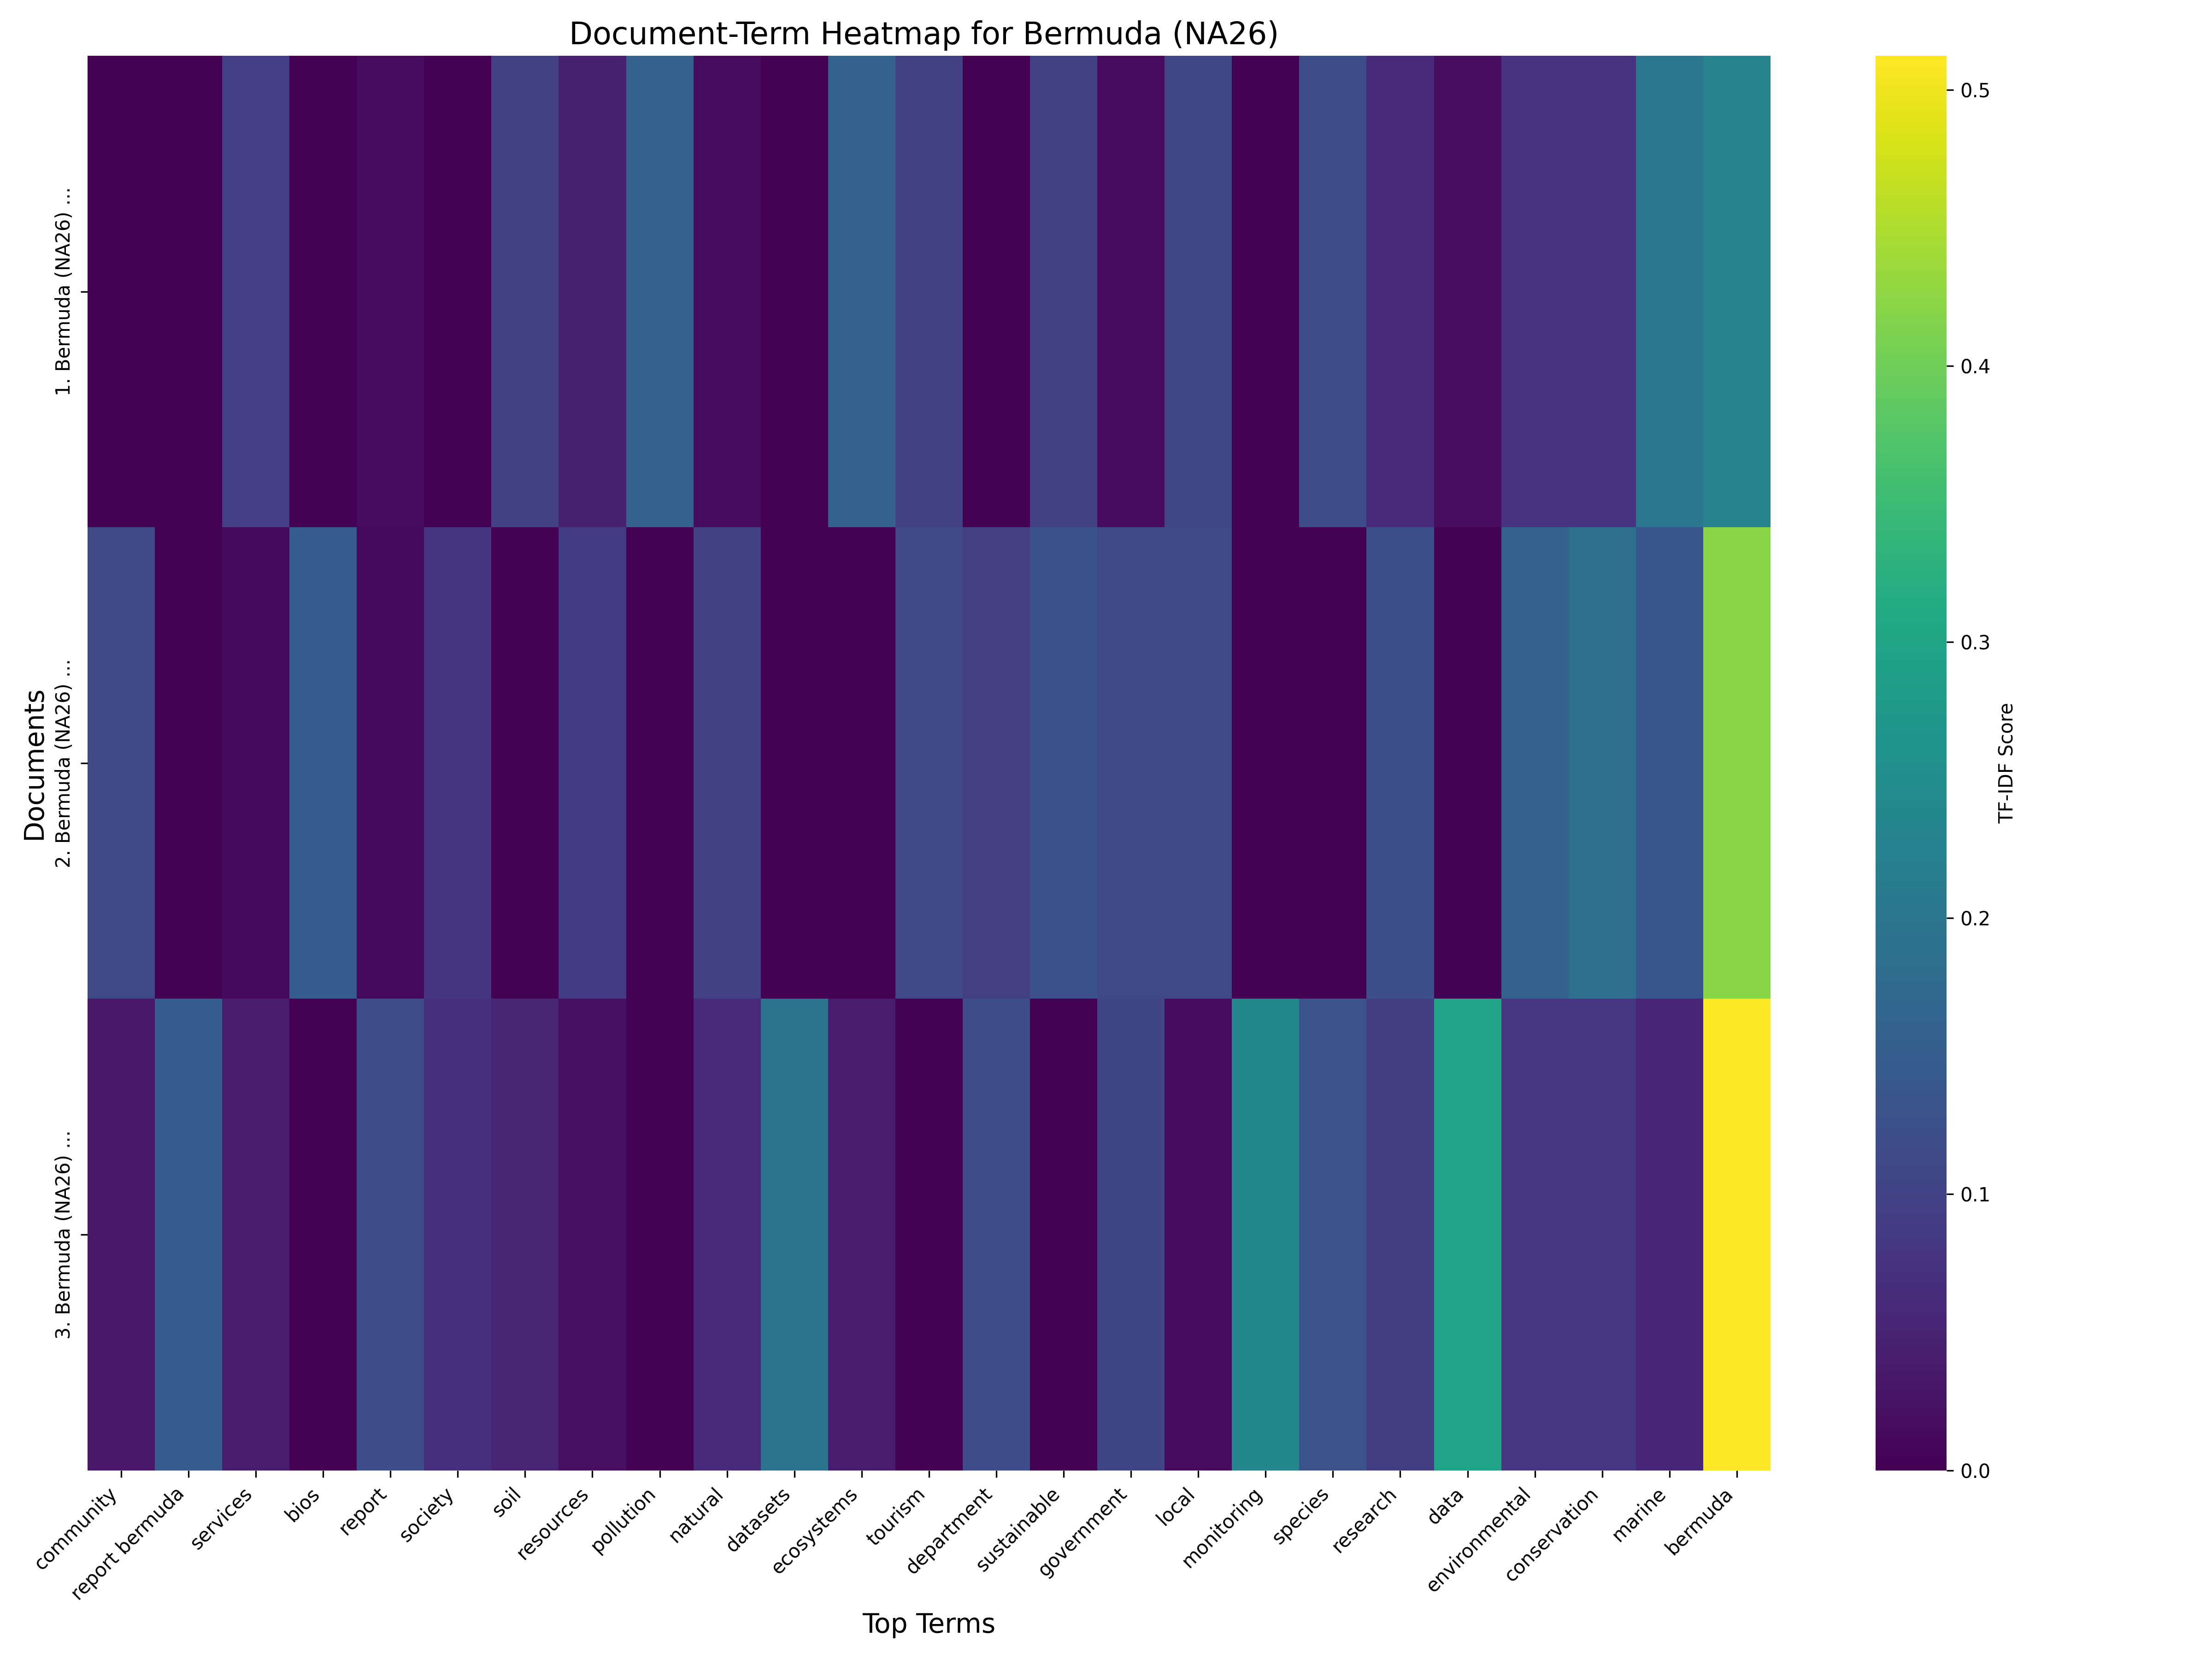 Document-Term Heatmap for Bermuda (NA26)
Documents
1. Bermuda (NA26) ...
2. Bermuda (NA26) ...
3. Bermuda (NA26) ...
community
report bermuda
services
bios
report
society
soil
resources
pollution
natural
datasets
ecosystems
tourism
department
sustainable
government
local
monitoring
species
research
data
environmental
conservation
marine
bermuda
Top Terms
0.5
0.4
0.3
0.2
0.1
0.0
TF-IDF Score